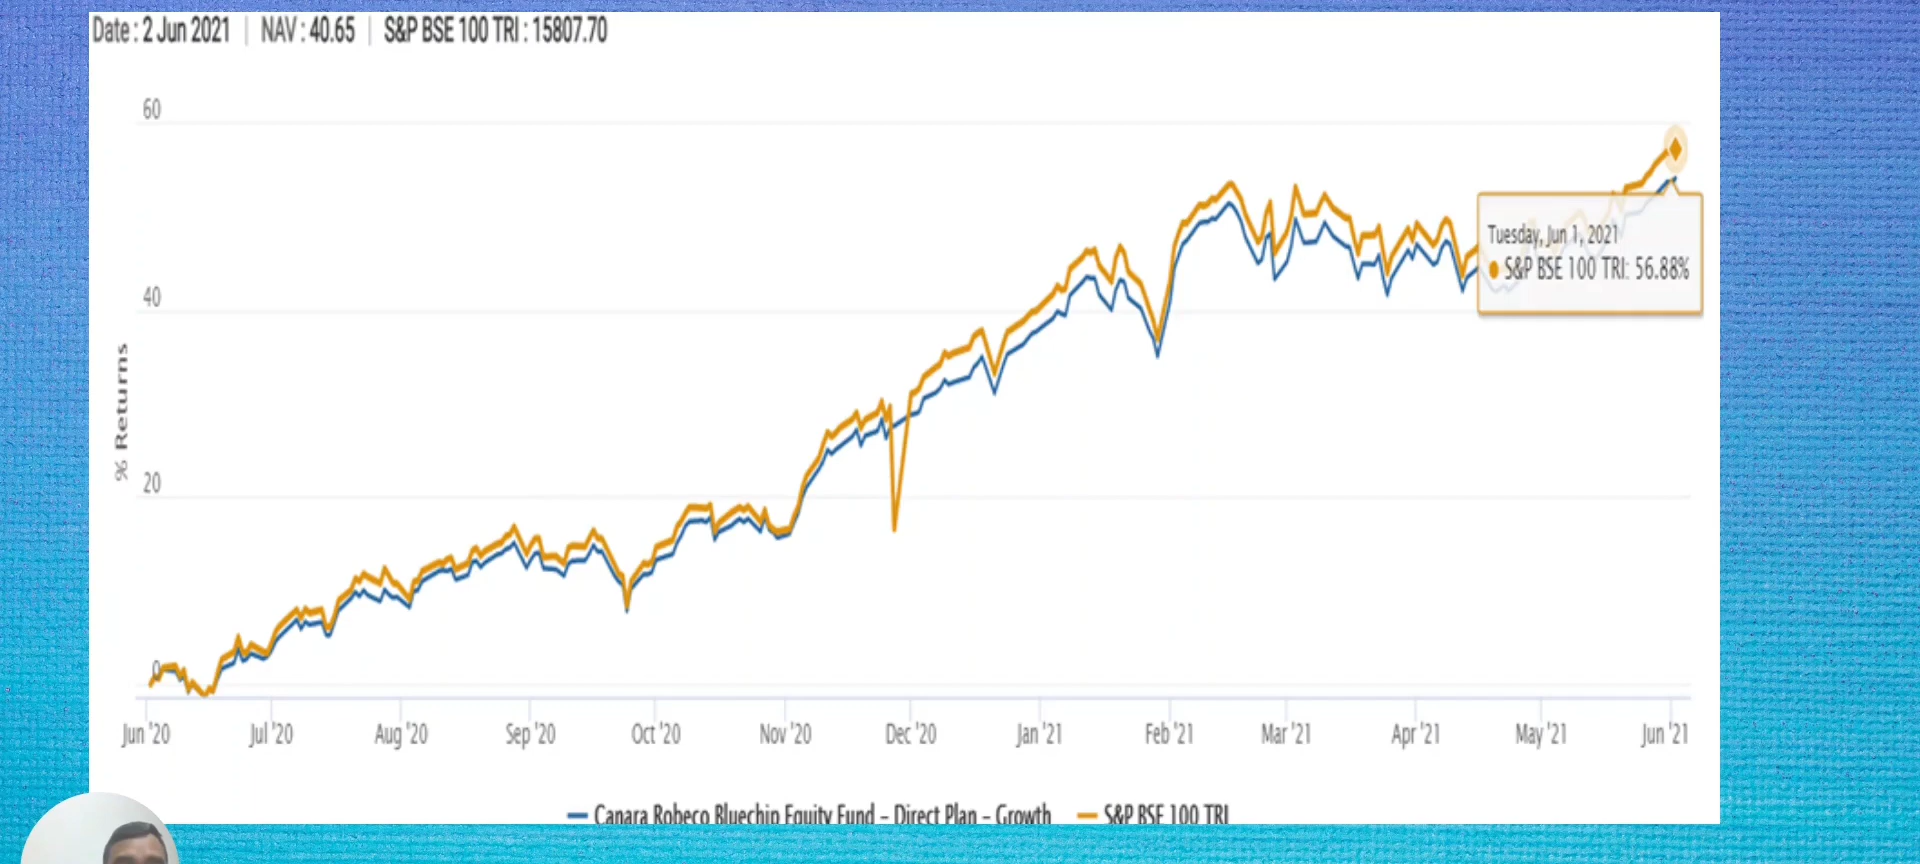 Date : 2 Jun 2021 | NAV : 40.65 | S&P BSE 100 TRI : 15807.70
60
40
20
0
% Returns
Tuesday, Jun 1, 2021
S&P BSE 100 TRI: 56.88%
Jun '20 Jul '20 Aug '20 Sep '20 Oct '20 Nov '20 Dec '20 Jan '21 Feb '21 Mar '21 Apr '21 May '21 Jun '21
Canara Robeco Bluechip Equity Fund – Direct Plan – Growth S&P BSE 100 TRI